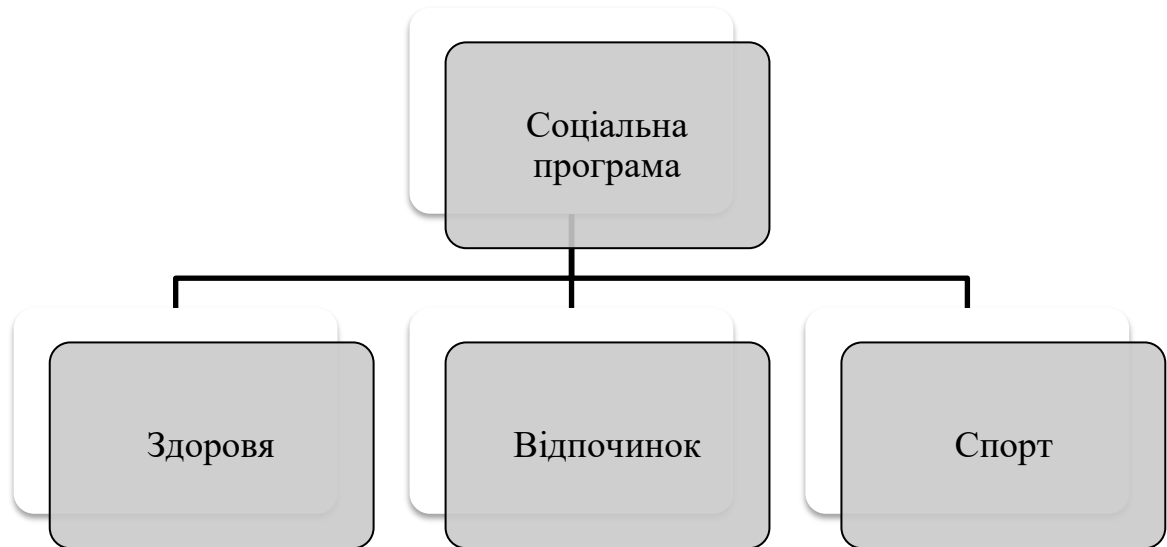 Соціальна
програма
Здоровя
Відпочинок
Спорт